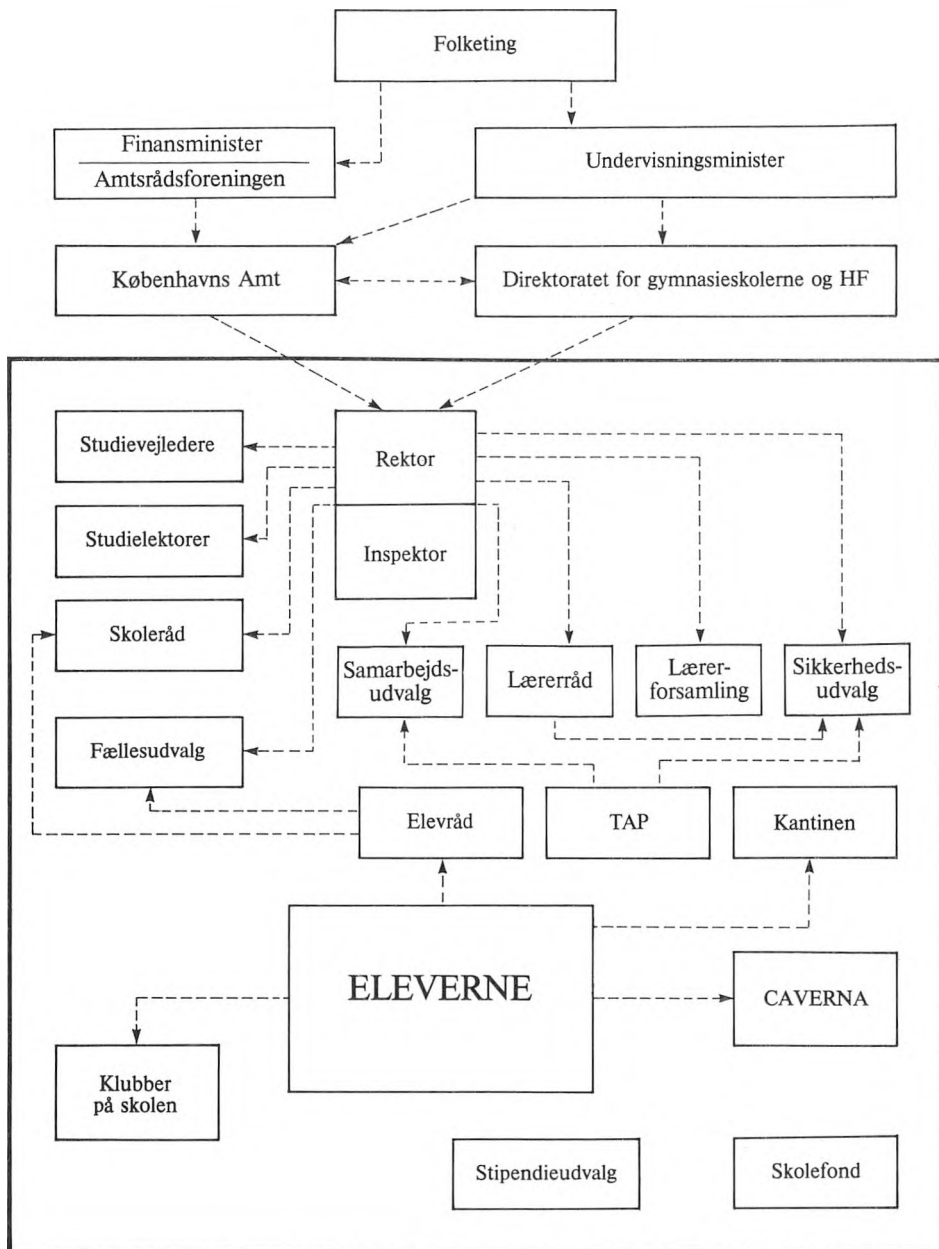 Folketing
Finansminister
Amtsrådsforeningen
Undervisningsminister
Københavns Amt
Direktoratet for gymnasieskolerne og HF
Studievejledere
Rektor
Studielektorer
Inspektor
Skoleråd
Samarbejds-
udvalg
Lærerråd
Lærer-
forsamling
Sikkerheds-
udvalg
Fællesudvalg
Elevråd
TAP
Kantinen
ELEVERNE
CAVERNA
Klubber
på skolen
Stipendieudvalg
Skolefond